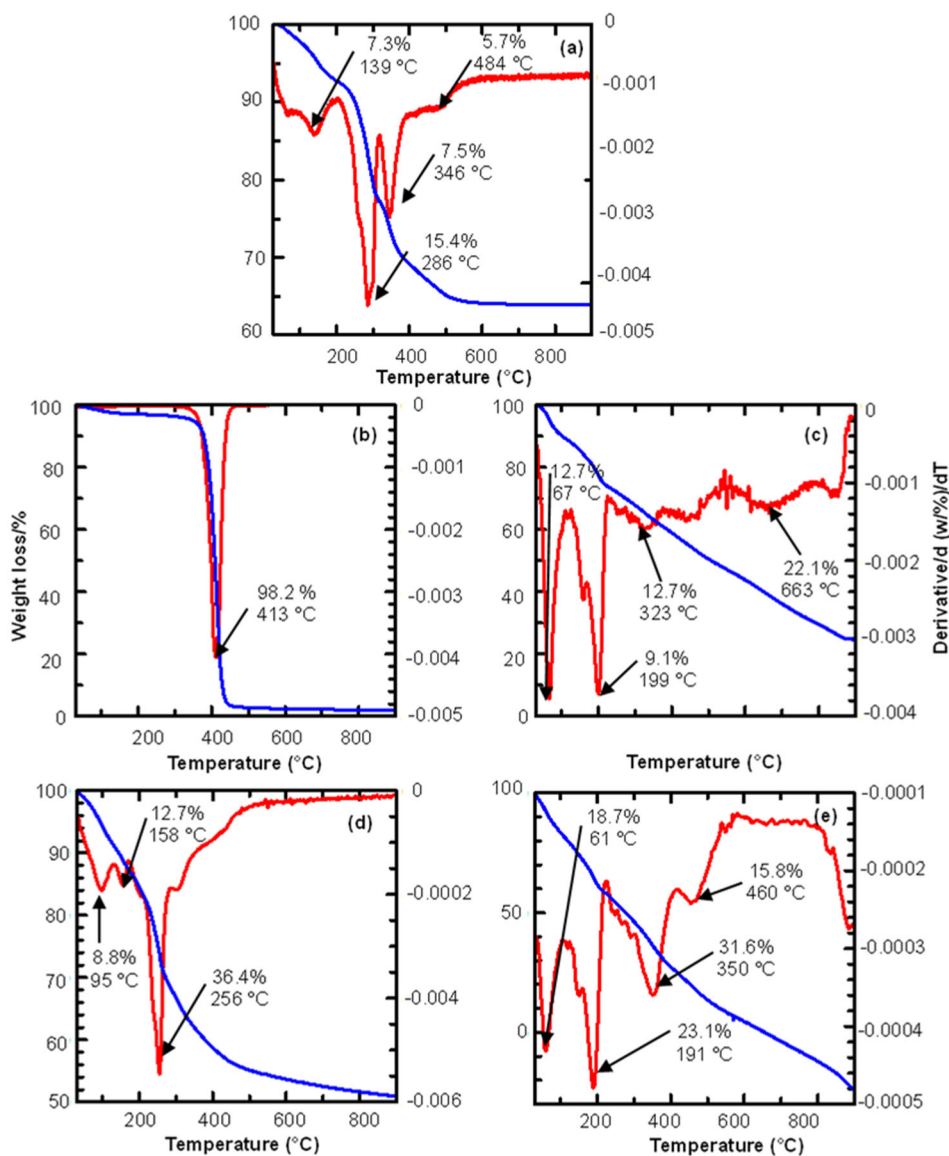 100
0
7.3%
139 °C
5.7%
484 °C
(a)
-0.001
90
-0.002
80
7.5%
346 °C
-0.003
70
15.4%
286 °C
-0.004
60
-0.005
200 400 600 800
Temperature (°C)
100
0
(b)
80
-0.001
60
-0.002
Weight loss/%
40
98.2 %
413 °C
-0.003
20
-0.004
0
-0.005
200 400 600 800
Temperature (°C)
100
0
(c)
80
12.7%
67 °C
-0.001
60
-0.002
12.7%
323 °C
22.1%
663 °C
40
-0.003
20
9.1%
199 °C
0
-0.004
200 400 600 800
Temperature (°C)
Derivative/d (w/%)/dT
100
0
12.7%
158 °C
(d)
90
-0.0002
80
8.8%
95 °C
70
36.4%
256 °C
-0.004
60
50
-0.006
200 400 600 800
Temperature (°C)
100
-0.0001
18.7%
61 °C
(e)
-0.0002
15.8%
460 °C
50
-0.0003
31.6%
350 °C
0
23.1%
191 °C
-0.0004
-0.0005
200 400 600 800
Temperature (°C)